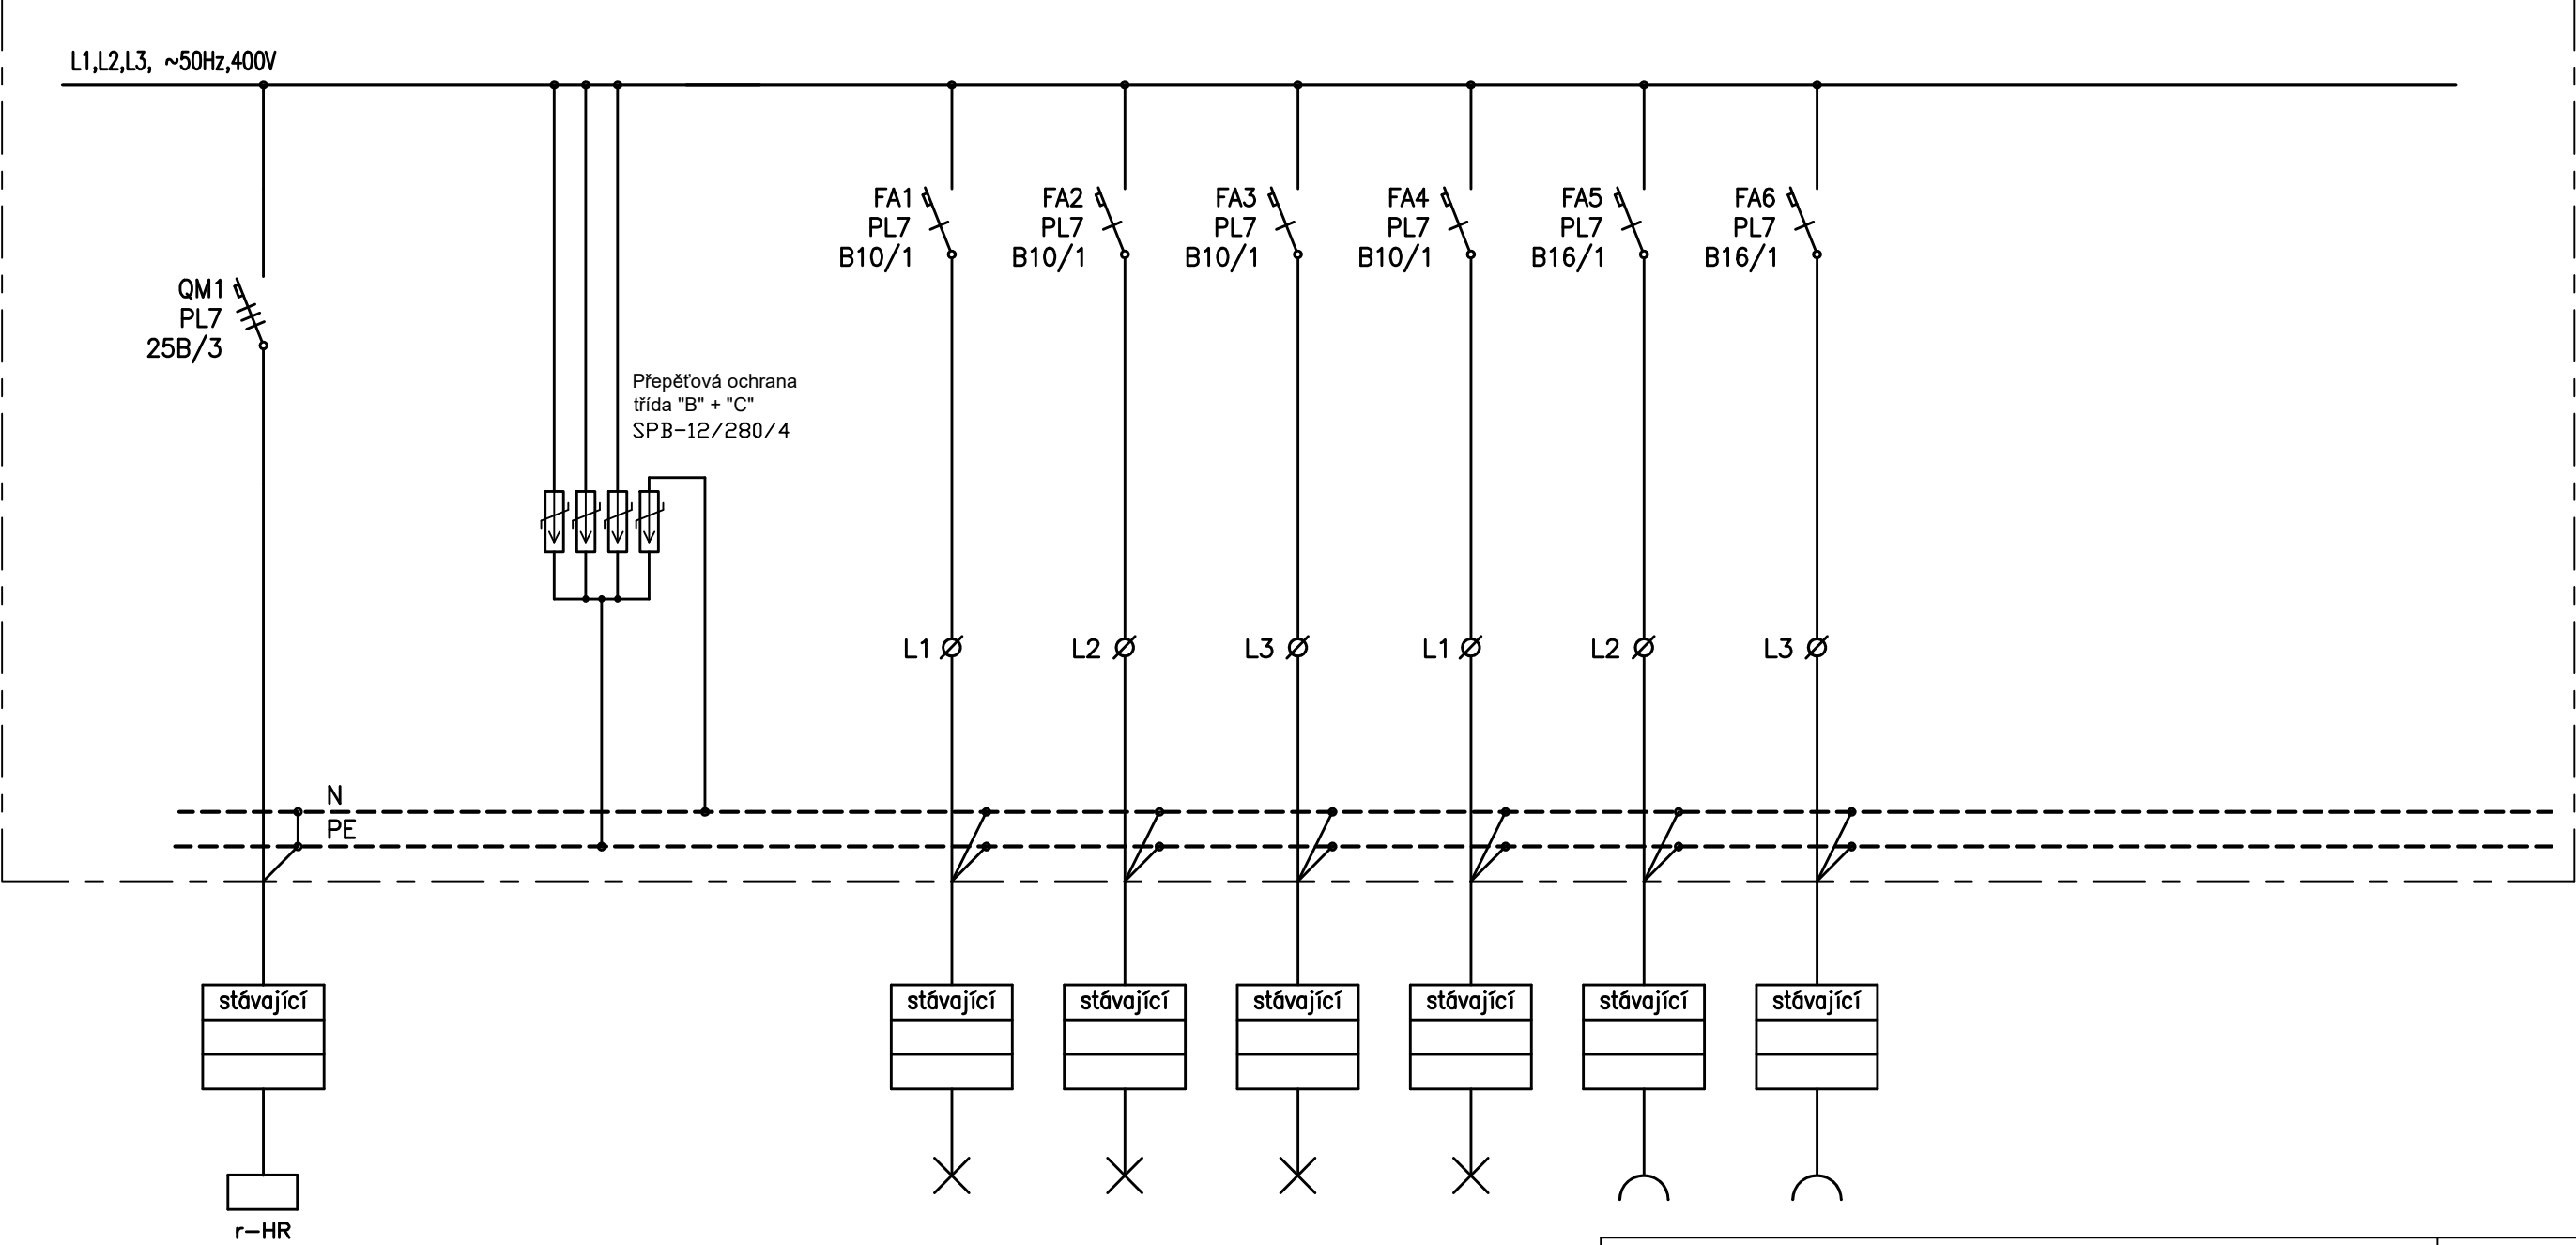 L1,L2,L3, ~50Hz,400V
QM1
PL7
25B/3
Přepěťová ochrana
třída "B" + "C"
SPB-12/280/4
FA1
PL7
B10/1
FA2
PL7
B10/1
FA3
PL7
B10/1
FA4
PL7
B10/1
FA5
PL7
B16/1
FA6
PL7
B16/1
L1
L2
L3
L1
L2
L3
N
PE
stávající
stávající
stávající
stávající
stávající
stávající
stávající
r-HR